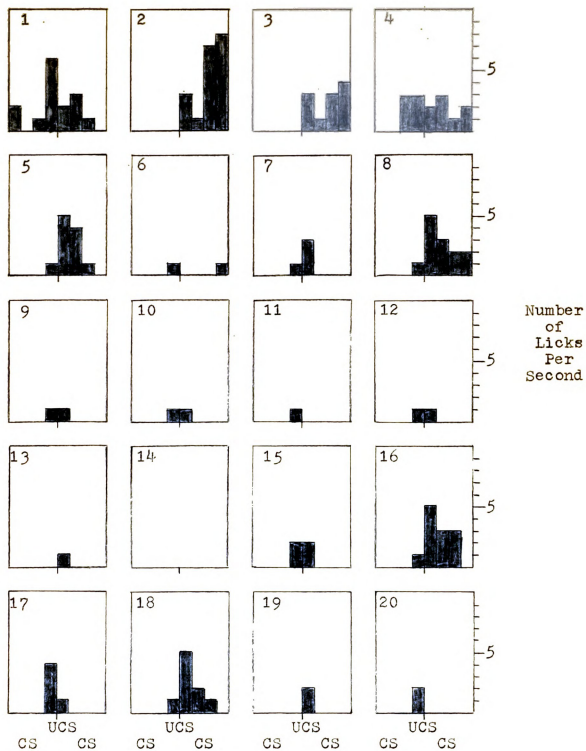 1 2 3 4
5
5 6 7 8
5
9 10 11 12
5
Number
of
Licks
Per
Second
13 14 15 16
5
17 18 19 20
5
UCS UCS UCS UCS
CS CS CS CS CS CS CS CS